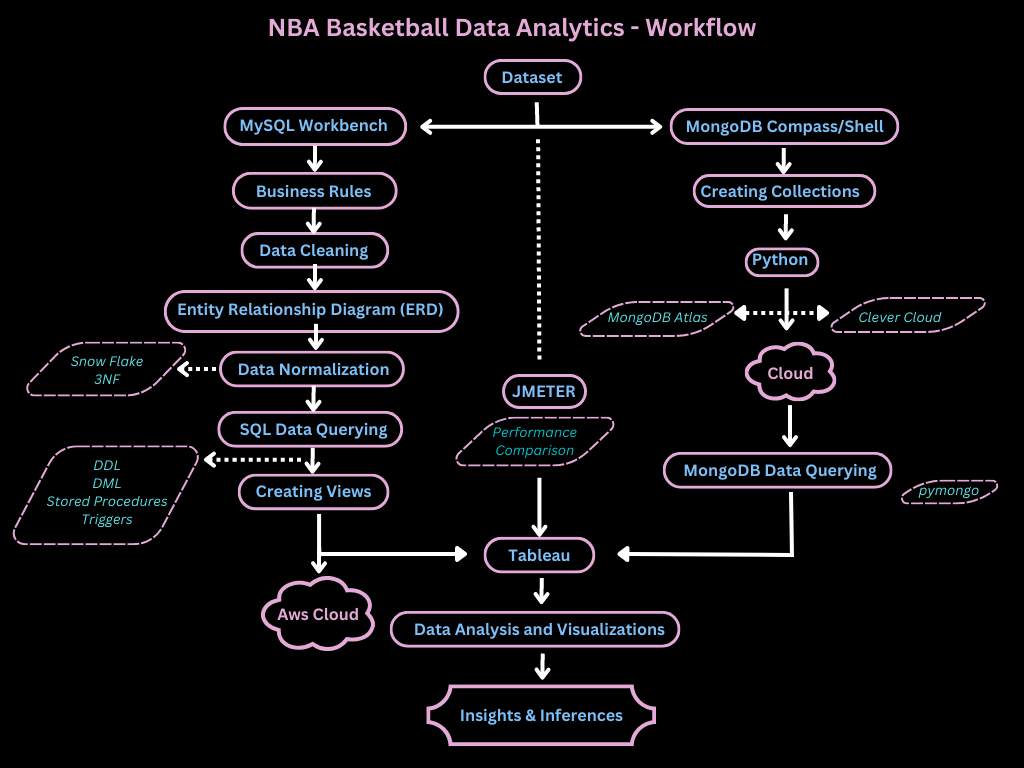 NBA Basketball Data Analytics - Workflow
Dataset
MySQL Workbench
MongoDB Compass/Shell
Business Rules
Creating Collections
Data Cleaning
Python
Entity Relationship Diagram (ERD)
MongoDB Atlas
Clever Cloud
Snow Flake
3NF
Data Normalization
Cloud
JMETER
SQL Data Querying
Performance
Comparison
DDL
DML
Stored Procedures
Triggers
Creating Views
MongoDB Data Querying
pymongo
Tableau
Aws Cloud
Data Analysis and Visualizations
Insights & Inferences